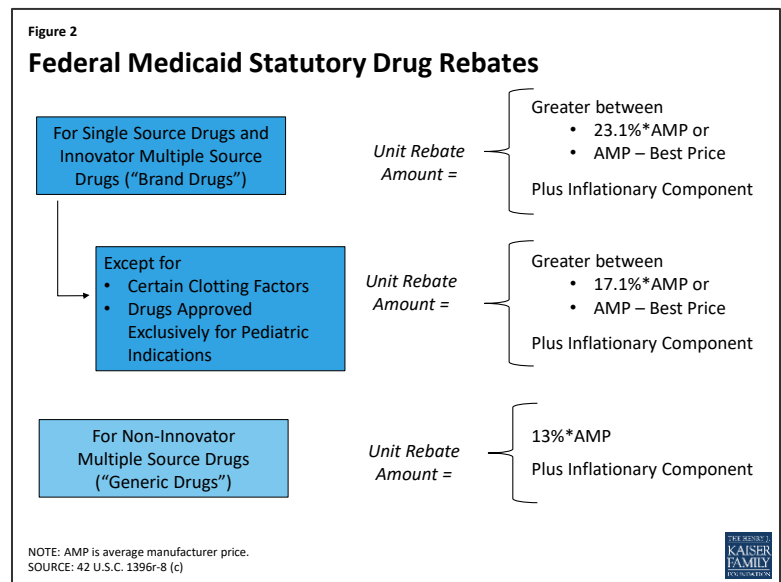 Figure 2
Federal Medicaid Statutory Drug Rebates
For Single Source Drugs and
Innovator Multiple Source
Drugs (“Brand Drugs”)
Unit Rebate
Amount =
Greater between
• 23.1%*AMP or
• AMP – Best Price
Plus Inflationary Component
Except for
• Certain Clotting Factors
• Drugs Approved
Exclusively for Pediatric
Indications
Unit Rebate
Amount =
Greater between
• 17.1%*AMP or
• AMP – Best Price
Plus Inflationary Component
For Non-Innovator
Multiple Source Drugs
(“Generic Drugs”)
Unit Rebate
Amount =
13%*AMP
Plus Inflationary Component
NOTE: AMP is average manufacturer price.
SOURCE: 42 U.S.C. 1396r-8 (c)
THE HENRY J.
KAISER
FAMILY
FOUNDATION